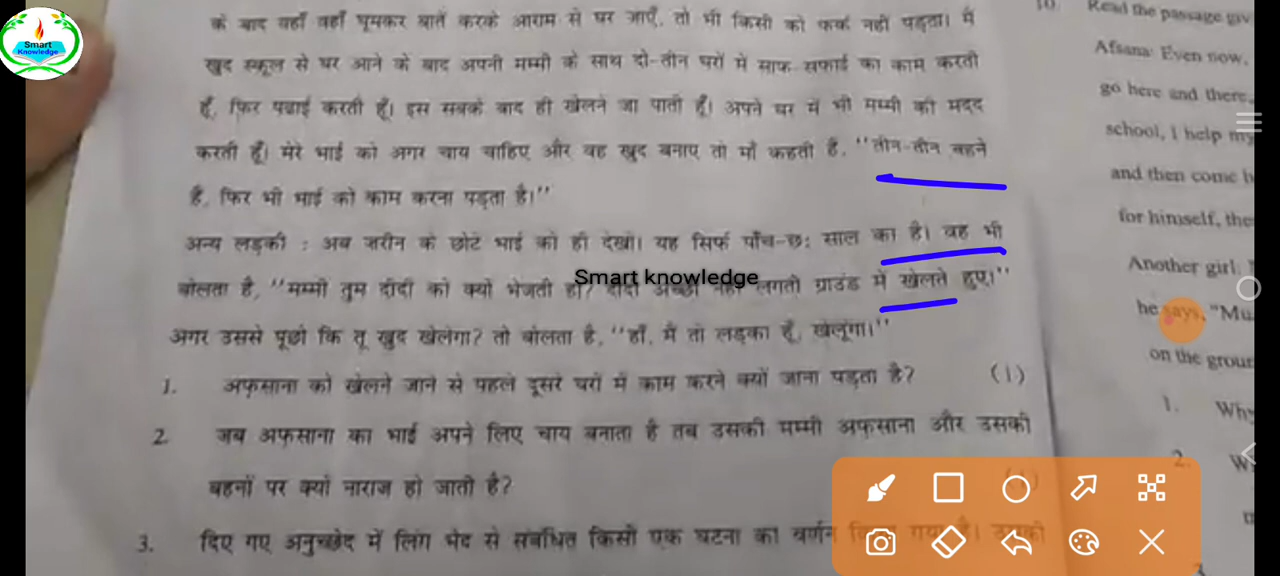 Smart
Knowledge
के बाद यहाँ वहाँ घूमकर बातें करके आराम से घर जाएँ, तो भी किसी को फर्क नहीं पड़ता। मैं
खुद स्कूल से घर आने के बाद अपनी मम्मी के साथ दो-तीन घरों में साफ-सफाई का काम करती
हूँ, फिर पढाई करती हूँ। इस सबके बाद ही खेलने जा पाती हूँ। अपने घर में भी मम्मी की मदद
करती हूँ। मेरे भाई को अगर चाय चाहिए और वह खुद बनाए तो माँ कहती हैं, "तीन-तीन बहने
हैं, फिर भी भाई को काम करना पड़ता है।"
अन्य लड़की : अब ज़रीन के छोटे भाई को ही देखो। यह सिर्फ पाँच-छः साल का है। वह भी
बोलता है, "मम्मी तुम दीदी को क्यों भेजती हो? दीदी अच्छी नहीं लगती ग्राउंड में खेलते हुए।"
Smart knowledge
अगर उससे पूछो कि तू खुद खेलेगा? तो बोलता है, "हाँ, मैं तो लड़का हूँ, खेलूंगा।"
1. अफ़साना को खेलने जाने से पहले दूसरे घरों में काम करने क्यों जाना पड़ता है? (1)
2. जब अफ़साना का भाई अपने लिए चाय बनाता है तब उसकी मम्मी अफ़साना और उसकी
बहनों पर क्यों नाराज़ हो जाती है?
3. दिए गए अनुच्छेद में लिंग भेद से संबंधित किसी एक घटना का वर्णन
10. Read the passage
Afsana: Even now,
go here and there,
school, I help my
and then come
for himself, the
Another girl:
he says, "Mu
on the groun
1. Why
2.
3